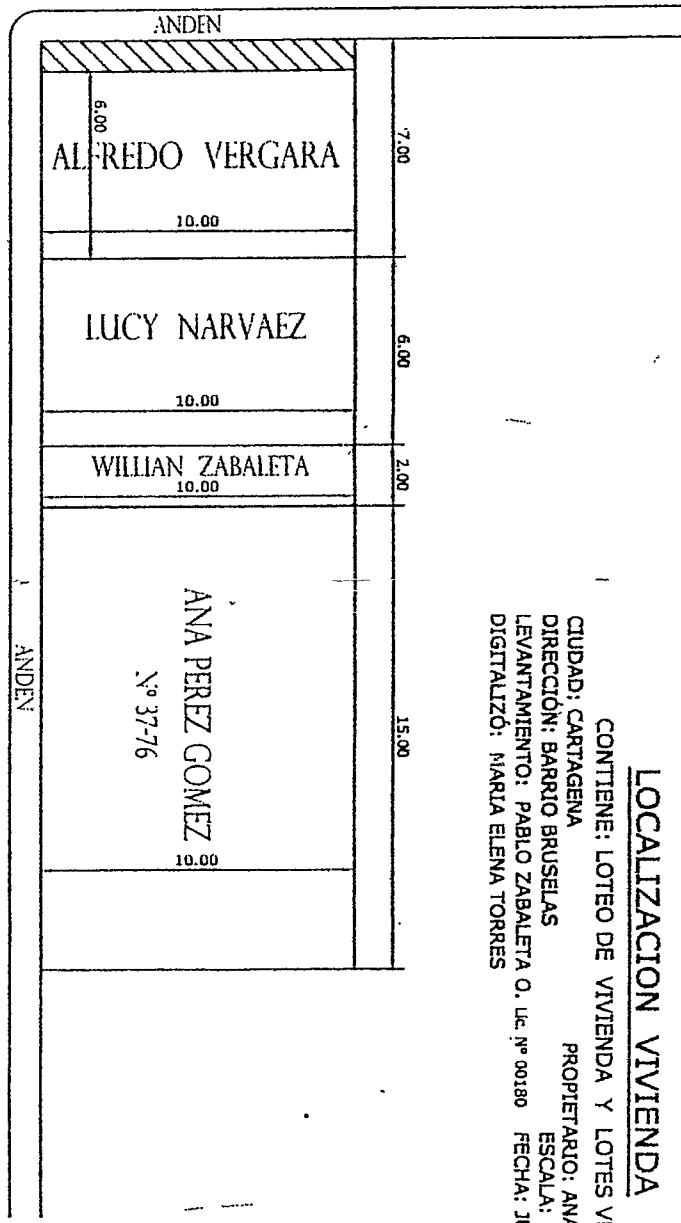 ANDEN
6.00
ALFREDO VERGARA
7.00
10.00
LUCY NARVAEZ
6.00
10.00
WILLIAN ZABALETA
2.00
10.00
ANA PEREZ GOMEZ
Nº 37-76
15.00
10.00
ANDEN
LOCALIZACION VIVIENDA
CONTIENE: LOTEO DE VIVIENDA Y LOTES
CIUDAD: CARTAGENA PROPIETARIO: ANA
DIRECCIÓN: BARRIO BRUSELAS ESCALA:
LEVANTAMIENTO: PABLO ZABALETA O. Lic. Nº 00180 FECHA:
DIGITALIZÓ: MARIA ELENA TORRES